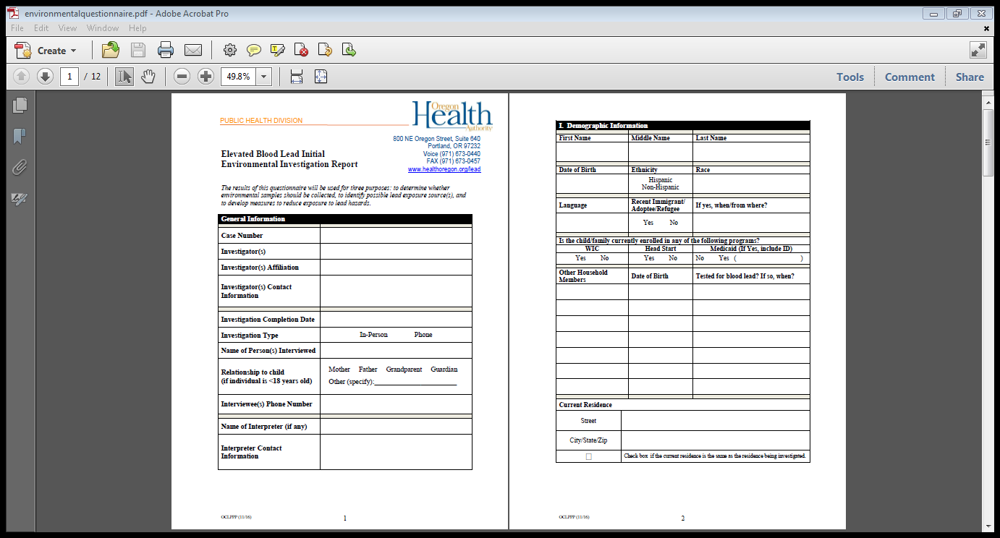 environmentalquestionnaire.pdf - Adobe Acrobat Pro
File Edit View Window Help
Create
1 / 12 49.8% Tools Comment Share
PUBLIC HEALTH DIVISION
Oregon
Health
Authority
800 NE Oregon Street, Suite 640
Portland, OR 97232
Voice (971) 673-0440
FAX (971) 673-0457
www.healthoregon.org/lead
Elevated Blood Lead Initial
Environmental Investigation Report
The results of this questionnaire will be used for three purposes: to determine whether
environmental samples should be collected, to identify possible lead exposure source(s), and
to develop measures to reduce exposure to lead hazards.
General Information
Case Number
Investigator(s)
Investigator(s) Affiliation
Investigator(s) Contact
Information
Investigation Completion Date
Investigation Type In-Person Phone
Name of Person(s) Interviewed
Relationship to child
(if individual is <18 years old)
Mother Father Grandparent Guardian
Other (specify):
Interviewee(s) Phone Number
Name of Interpreter (if any)
Interpreter Contact
Information
OCLPPP (11/16) 1
I. Demographic Information
First Name Middle Name Last Name
Date of Birth Ethnicity Race
Hispanic
Non-Hispanic
Language Recent Immigrant/
Adoptee/Refugee If yes, when/from where?
Yes No
Is the child/family currently enrolled in any of the following programs?
WIC Head Start Medicaid (If Yes, include ID)
Yes No Yes No No Yes ( )
Other Household
Members Date of Birth Tested for blood lead? If so, when?
Current Residence
Street
City/State/Zip
Check box if the current residence is the same as the residence being investigated.
OCLPPP (11/16) 2